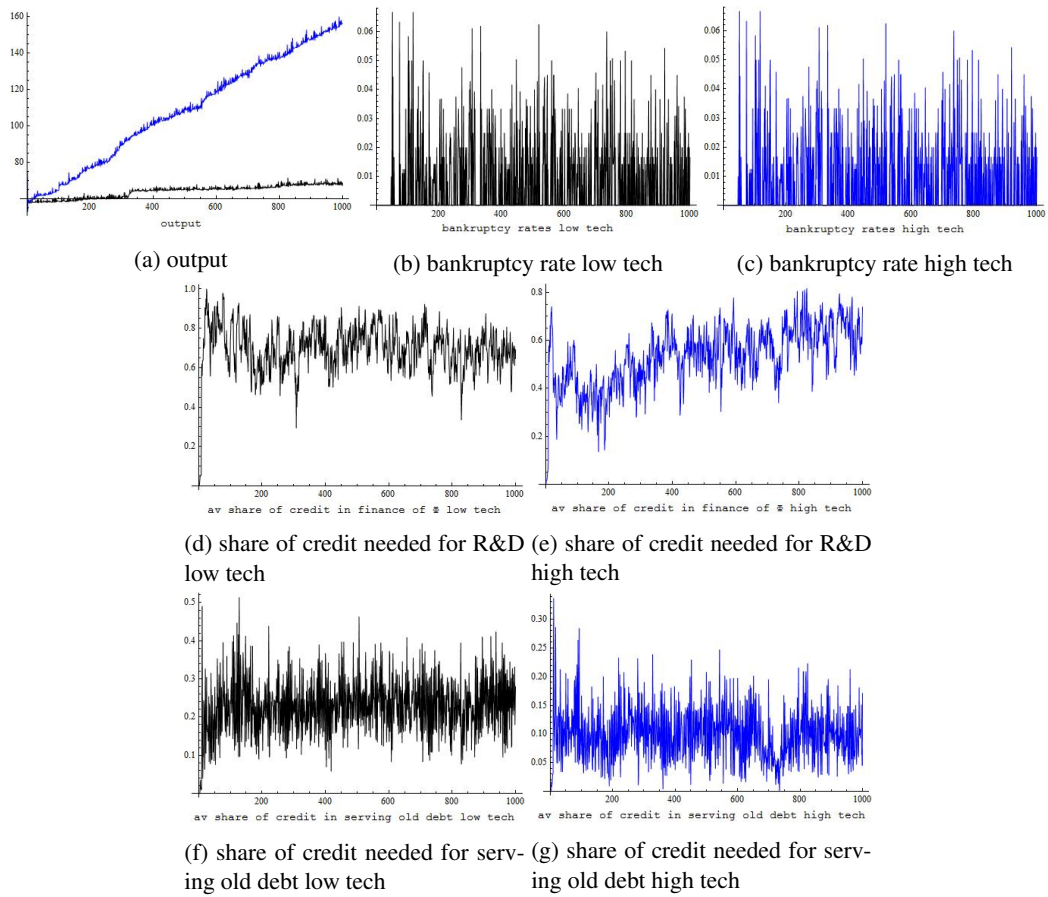 160
140
120
100
80
60
200 400 600 800 1000
output
0.06
0.05
0.04
0.03
0.02
0.01
200 400 600 800 1000
bankruptcy rates low tech
0.06
0.05
0.04
0.03
0.02
0.01
200 400 600 800 1000
bankruptcy rates high tech
(a) output
(b) bankruptcy rate low tech
(c) bankruptcy rate high tech
1.0
0.8
0.6
0.4
0.2
200 400 600 800 1000
av share of credit in finance of Φ low tech
0.8
0.6
0.4
0.2
200 400 600 800 1000
av share of credit in finance of Φ high tech
(d) share of credit needed for R&D
low tech
(e) share of credit needed for R&D
high tech
0.5
0.4
0.3
0.2
0.1
200 400 600 800 1000
av share of credit in serving old debt low tech
0.30
0.25
0.20
0.15
0.10
0.05
200 400 600 800 1000
av share of credit in serving old debt high tech
(f) share of credit needed for serv-
ing old debt low tech
(g) share of credit needed for serv-
ing old debt high tech